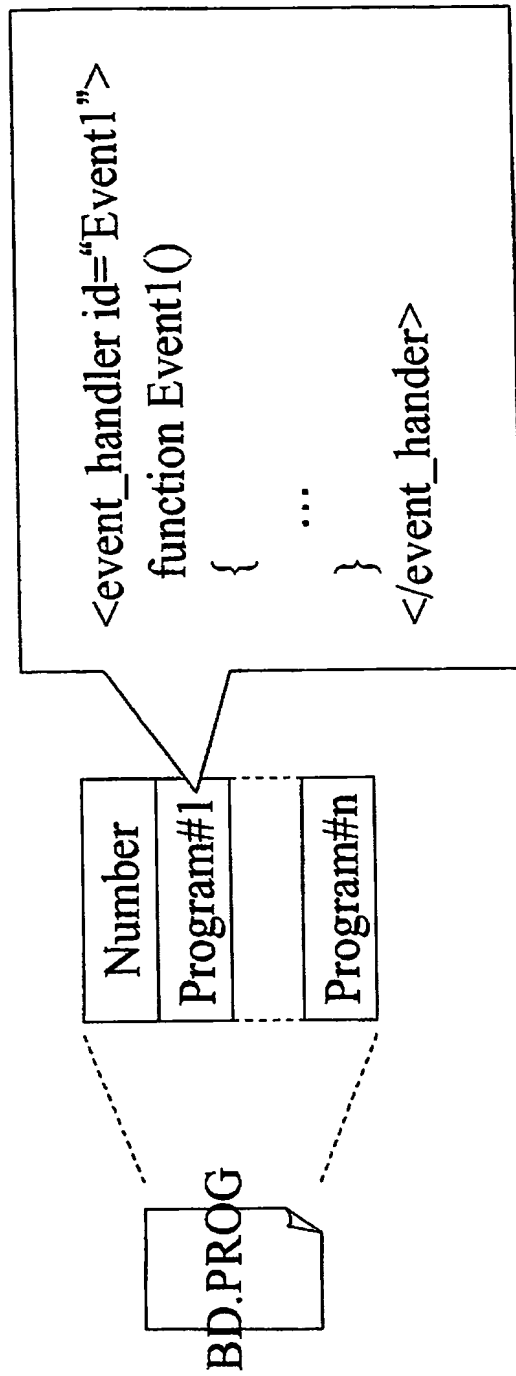 BD.PROG
Number
Program#1
Program#n
<event_handler id=“Event1”>
function Event1()
{
...
}
</event_hander>